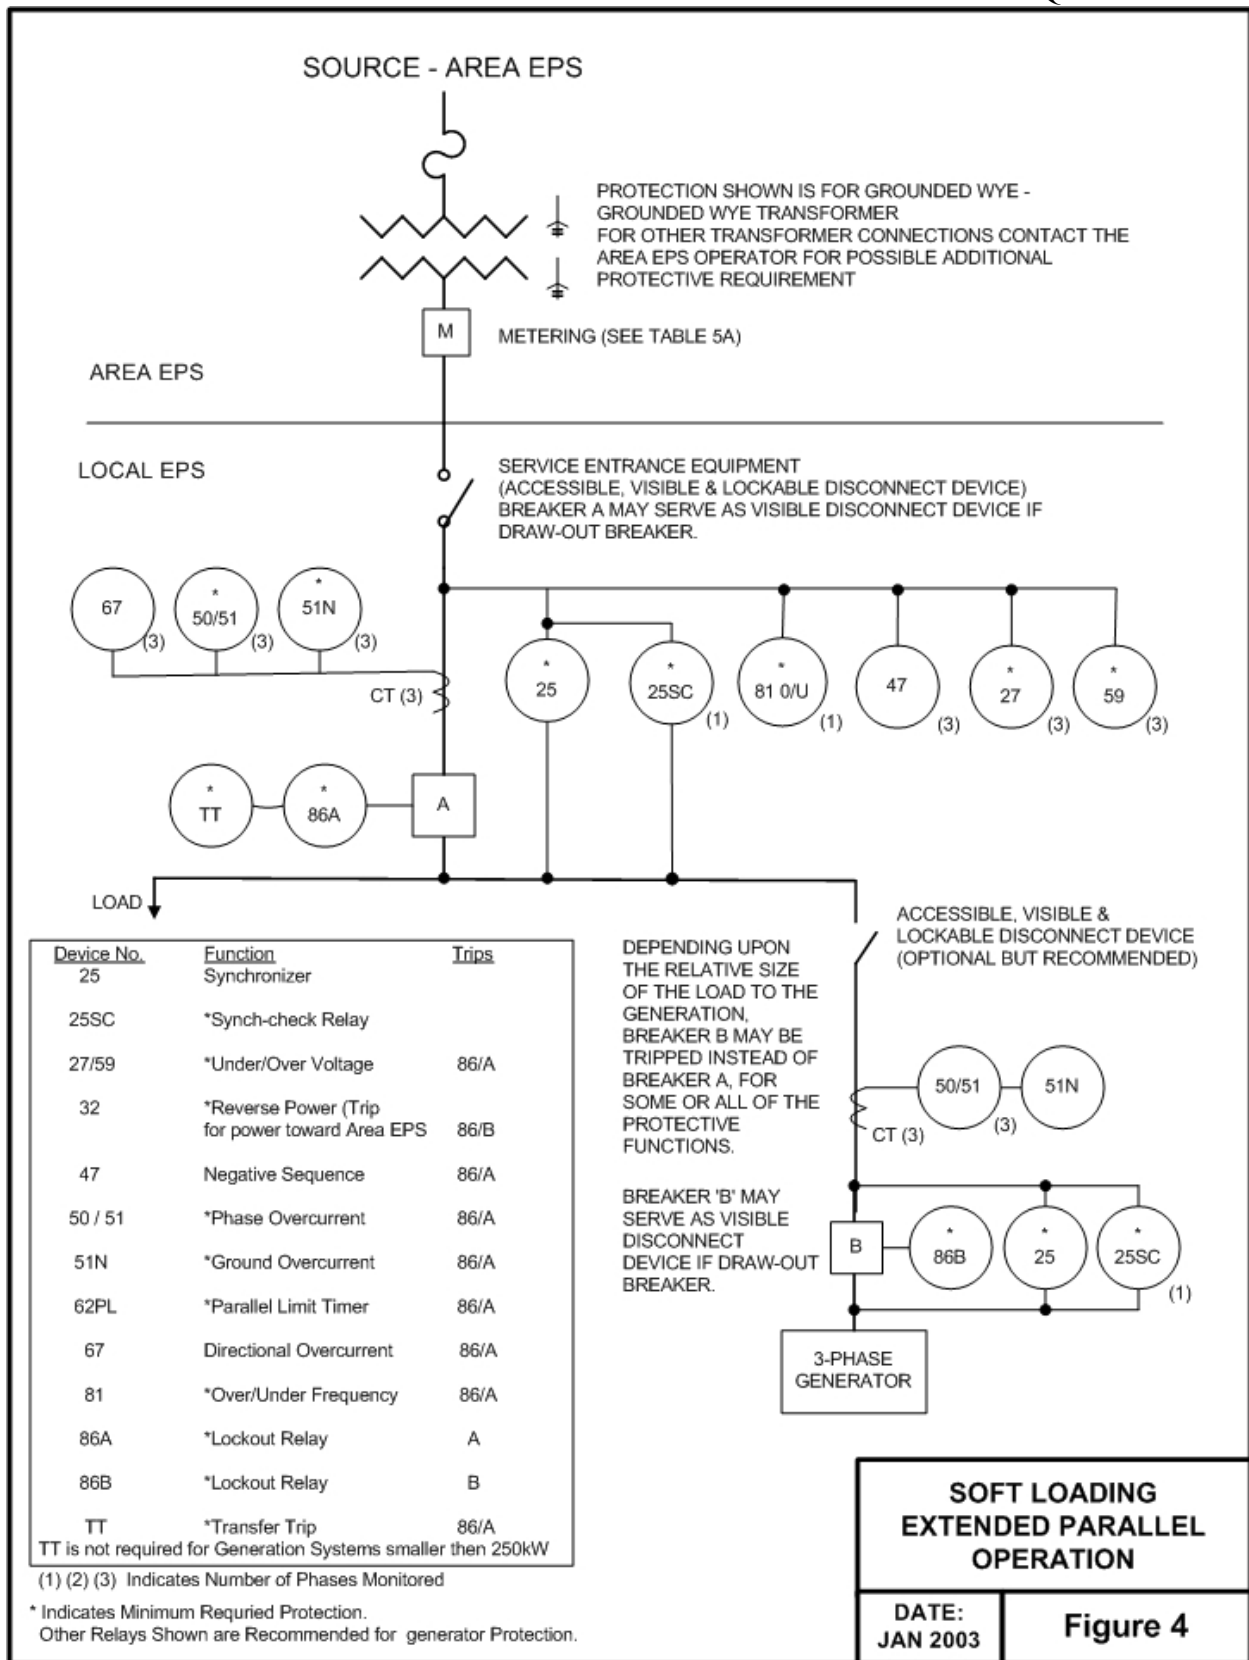 SOURCE - AREA EPS
PROTECTION SHOWN IS FOR GROUNDED WYE -
GROUNDED WYE TRANSFORMER
FOR OTHER TRANSFORMER CONNECTIONS CONTACT THE
AREA EPS OPERATOR FOR POSSIBLE ADDITIONAL
PROTECTIVE REQUIREMENT
M
METERING (SEE TABLE 5A)
AREA EPS
LOCAL EPS
SERVICE ENTRANCE EQUIPMENT
(ACCESSIBLE, VISIBLE & LOCKABLE DISCONNECT DEVICE)
BREAKER A MAY SERVE AS VISIBLE DISCONNECT DEVICE IF
DRAW-OUT BREAKER.
67
(3)
*
50/51
(3)
*
51N
(3)
CT (3)
*
25
*
25SC
(1)
*
81 0/U
(1)
47
(3)
*
27
(3)
*
59
(3)
*
TT
*
86A
A
LOAD
ACCESSIBLE, VISIBLE &
LOCKABLE DISCONNECT DEVICE
(OPTIONAL BUT RECOMMENDED)
DEPENDING UPON
THE RELATIVE SIZE
OF THE LOAD TO THE
GENERATION,
BREAKER B MAY BE
TRIPPED INSTEAD OF
BREAKER A, FOR
SOME OR ALL OF THE
PROTECTIVE
FUNCTIONS.
50/51
(3)
51N
CT (3)
BREAKER 'B' MAY
SERVE AS VISIBLE
DISCONNECT
DEVICE IF DRAW-OUT
BREAKER.
B
*
86B
*
25
*
25SC
(1)
3-PHASE
GENERATOR
Device No. Function Trips
25 Synchronizer
25SC *Synch-check Relay
27/59 *Under/Over Voltage 86/A
32 *Reverse Power (Trip
for power toward Area EPS 86/B
47 Negative Sequence 86/A
50 / 51 *Phase Overcurrent 86/A
51N *Ground Overcurrent 86/A
62PL *Parallel Limit Timer 86/A
67 Directional Overcurrent 86/A
81 *Over/Under Frequency 86/A
86A *Lockout Relay A
86B *Lockout Relay B
TT *Transfer Trip 86/A
TT is not required for Generation Systems smaller then 250kW
(1) (2) (3) Indicates Number of Phases Monitored
* Indicates Minimum Requried Protection.
Other Relays Shown are Recommended for generator Protection.
SOFT LOADING
EXTENDED PARALLEL
OPERATION
DATE:
JAN 2003
Figure 4